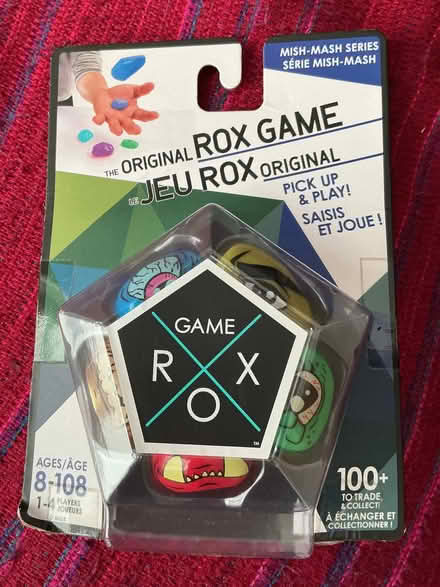 MISH-MASH SERIES
SÉRIE MISH-MASH
THE ORIGINAL ROX GAME
LE JEU ROX ORIGINAL
PICK UP
& PLAY!
SAISIS
ET JOUE !
GAME
R X
O
TM
AGES/ÂGE
8-108
1-4 PLAYERS
JOUEURS
100+
TO TRADE
& COLLECT!
À ÉCHANGER ET
COLLECTIONNER !